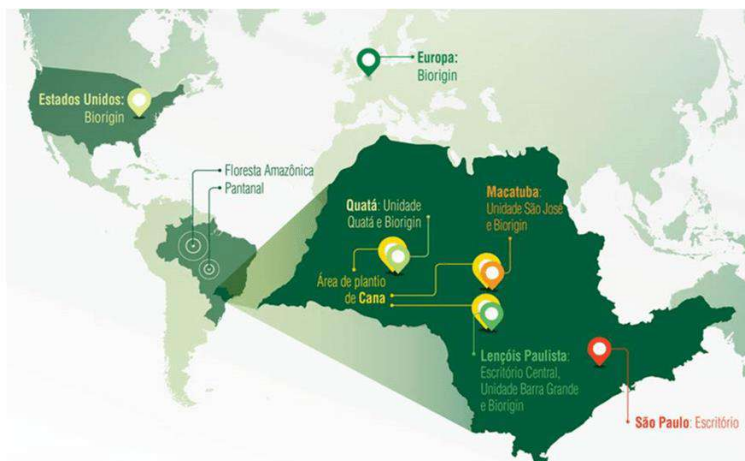 Europa:
Biorigin
Estados Unidos:
Biorigin
Floresta Amazônica
Pantanal
Quatá: Unidade
Quatá e Biorigin
Macatuba:
Unidade São José
e Biorigin
Área de plantio
de Cana
Lençóis Paulista:
Escritório Central,
Unidade Barra Grande
e Biorigin
São Paulo: Escritório